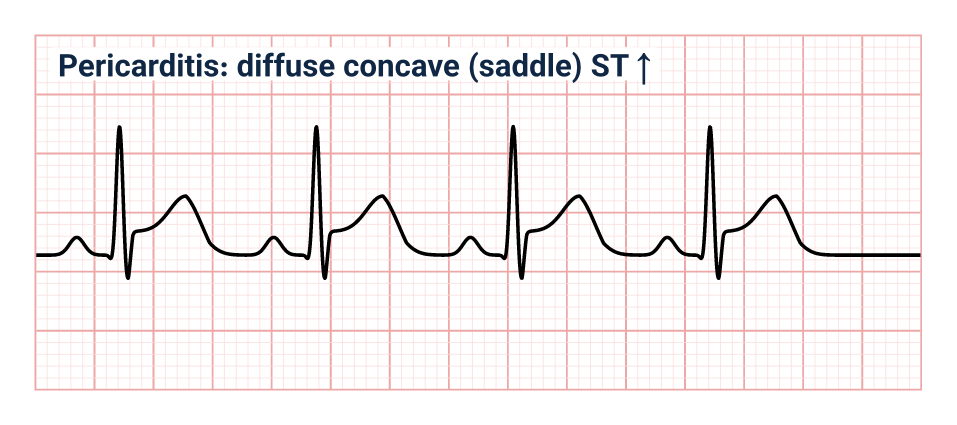 Pericarditis: diffuse concave (saddle) ST ↑